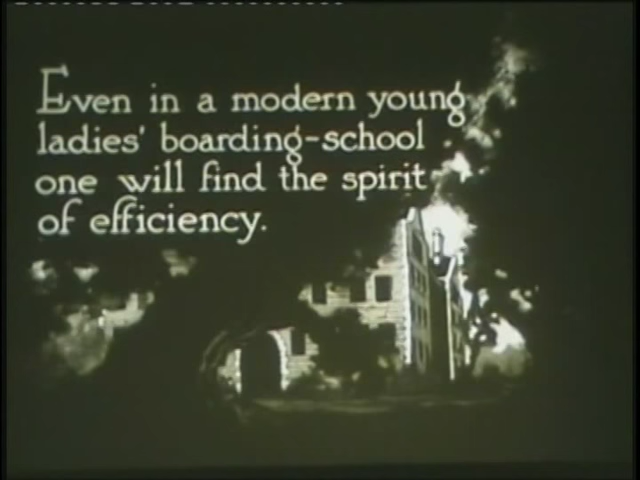 Even in a modern young
ladies' boarding-school
one will find the spirit
of efficiency.